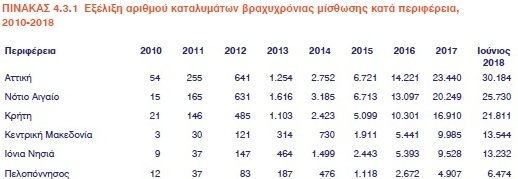 ΠΙΝΑΚΑΣ 4.3.1 Εξέλιξη αριθμού καταλυμάτων βραχυχρόνιας μίσθωσης κατά περιφέρεια,
2010-2018
Περιφέρεια 2010 2011 2012 2013 2014 2015 2016 2017 Ιούνιος
2018
Αττική 54 255 641 1.254 2.752 6.721 14.221 23.440 30.184
Νότιο Αιγαίο 15 165 631 1.616 3.185 6.713 13.097 20.249 25.730
Κρήτη 21 146 485 1.103 2.423 5.099 10.301 16.910 21.811
Κεντρική Μακεδονία 3 30 121 314 730 1.911 5.441 9.985 13.544
Ιόνια Νησιά 9 37 147 464 1.499 2.443 5.393 9.528 13.232
Πελοπόννησος 12 37 83 187 476 1.118 2.672 4.907 6.474